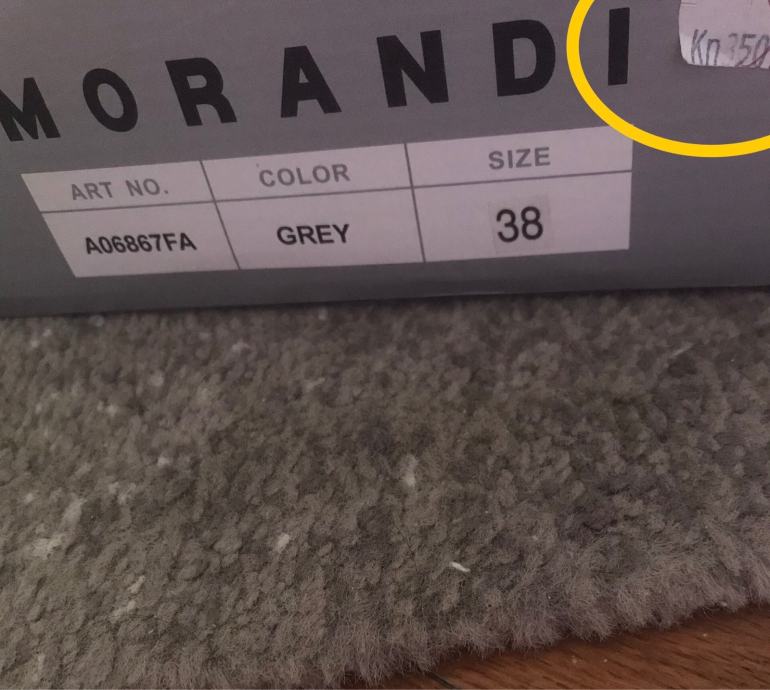 MORANDI
Kn 350
ART NO. COLOR SIZE
A06867FA GREY 38